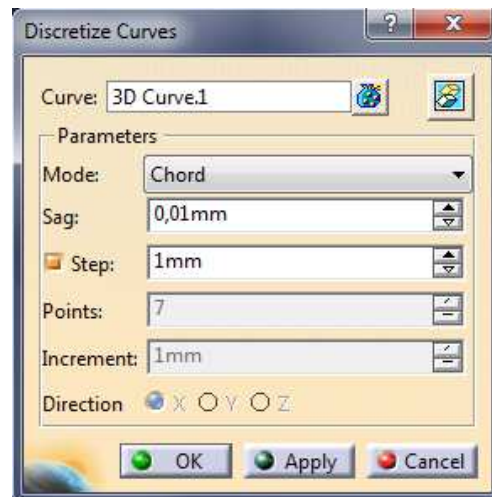 Discretize Curves
Curve: 3D Curve.1
Parameters
Mode: Chord
Sag: 0,01mm
Step: 1mm
Points: 7
Increment: 1mm
Direction X Y Z
OK Apply Cancel